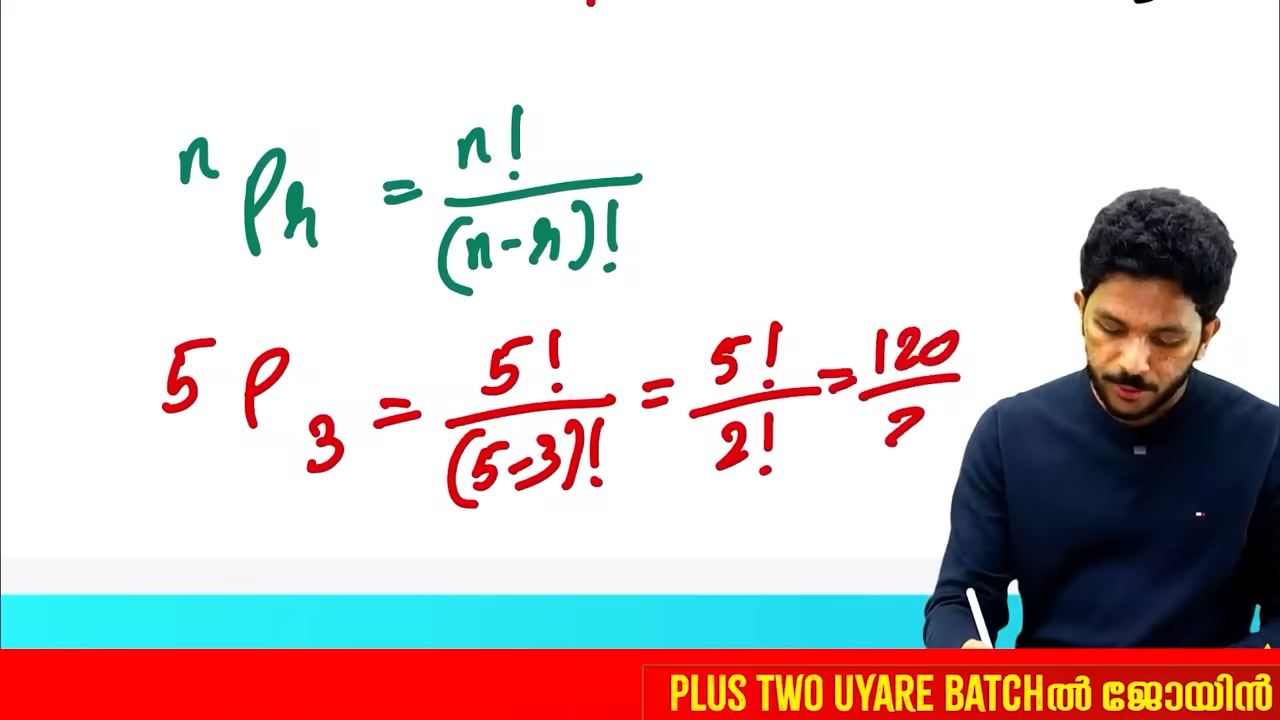 ⁿPᵣ = n! / (n-r)!
5P₃ = 5! / (5-3)! = 5! / 2! = 120 / 2
PLUS TWO UYARE BATCHൽ ജോയിൻ